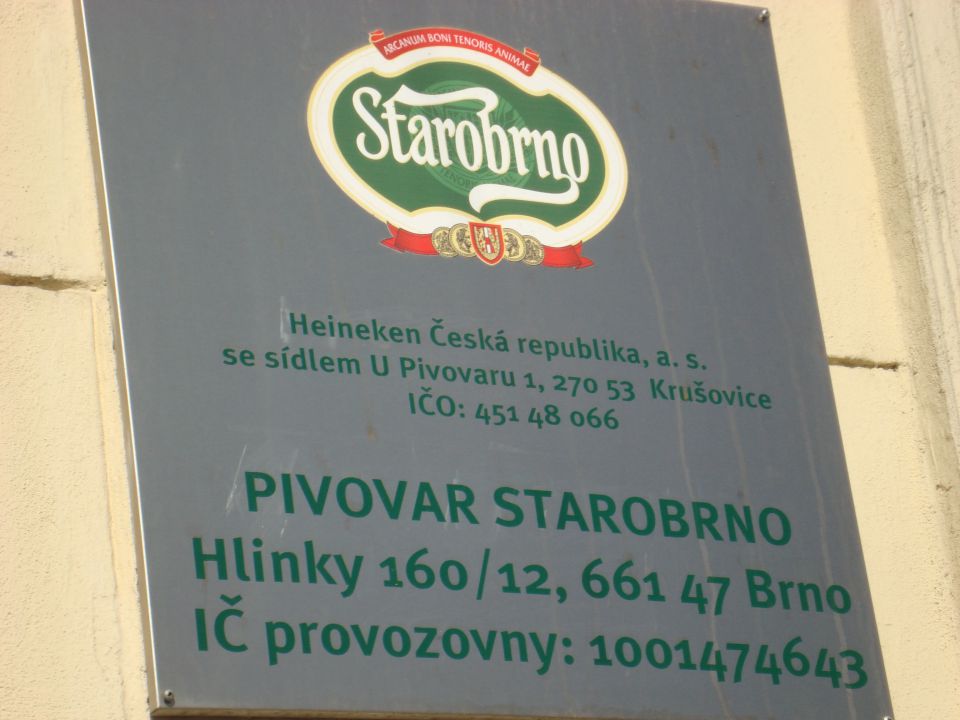 ARCANUM BONI TENORIS ANIMAE
Starobrno
Heineken Česká republika, a. s.
se sídlem U Pivovaru 1, 270 53 Krušovice
IČO: 451 48 066
PIVOVAR STAROBRNO
Hlinky 160/12, 661 47 Brno
IČ provozovny: 1001474643